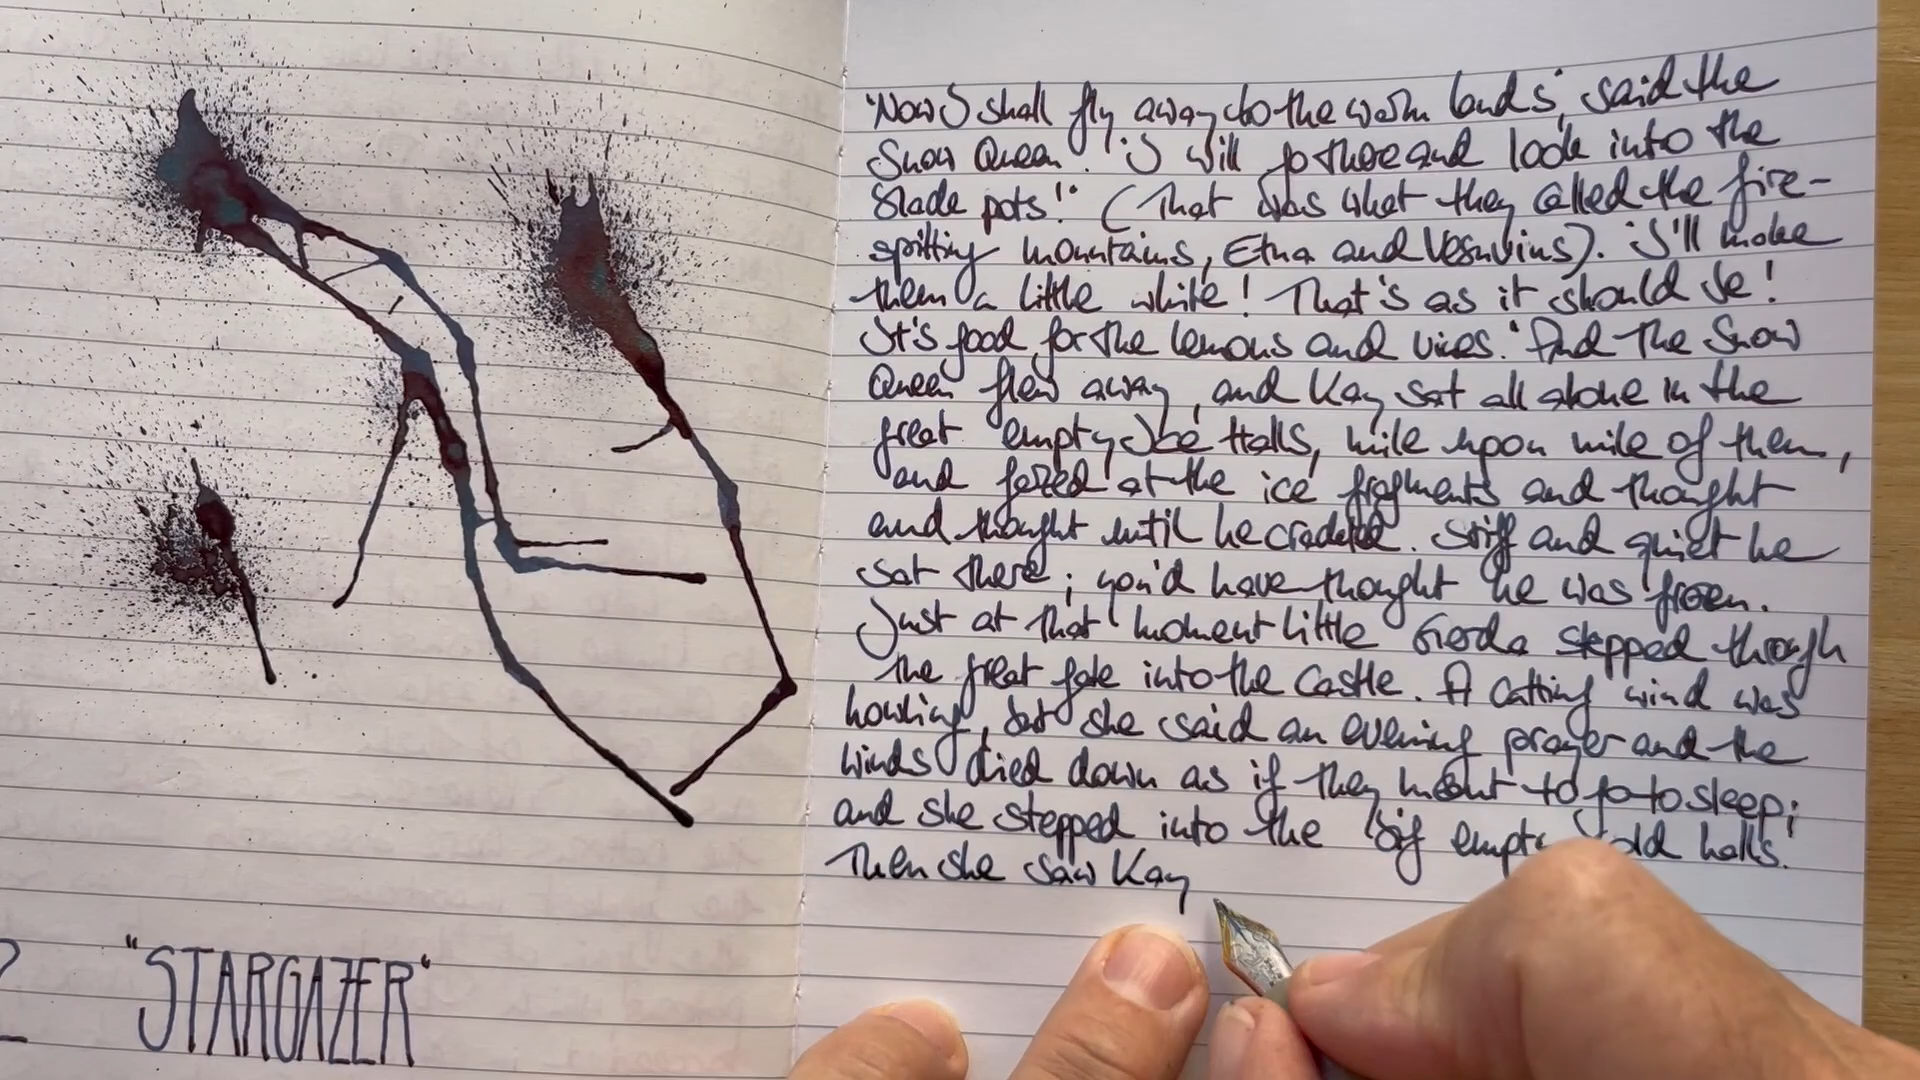 "STARGAZER"
'Now I shall fly away to the warm lands', said the
Snow Queen. 'I will go there and look into the
black pots!' (That was what they called the fire-
spitting mountains, Etna and Vesuvius). 'I'll make
them a little white! That's as it should be!
It's good for the lemons and vines.' And the Snow
Queen flew away, and Kay sat all alone in the
great empty ice halls, mile upon mile of them,
and gazed at the ice fragments and thought
and thought until he creaked. Stiff and quiet he
sat there; you'd have thought he was frozen.
Just at that moment little Gerda stepped through
the great gate into the castle. A cutting wind was
howling, but she said an evening prayer and the
winds died down as if they meant to go to sleep;
and she stepped into the big empty cold halls.
Then she saw Kay